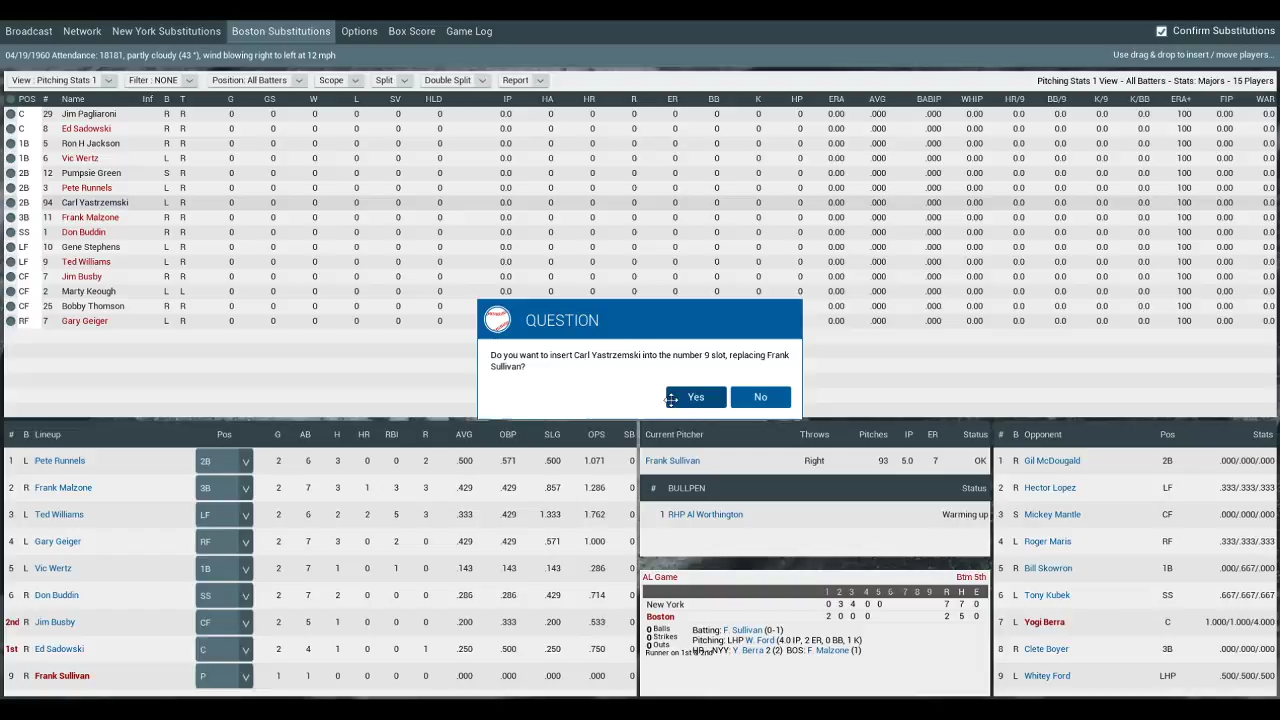 Broadcast Network New York Substitutions Boston Substitutions Options Box Score Game Log Confirm Substitutions
04/19/1960 Attendance: 18181, partly cloudy (43 °), wind blowing right to left at 12 mph Use drag & drop to insert / move players...
View : Pitching Stats 1 Filter : NONE Position: All Batters Scope Split Double Split Report Pitching Stats 1 View - All Batters - Stats: Majors - 15 Players
POS # Name Inf B T G GS W L SV HLD IP HA HR R ER BB K HP ERA AVG BABIP WHIP HR/9 BB/9 K/9 K/BB ERA+ FIP WAR
C 29 Jim Pagliaroni R R 0 0 0 0 0 0 0.0 0 0 0 0 0 0 0 0.00 .000 .000 0.00 0.0 0.0 0.0 0.0 100 0.00 0.0
C 8 Ed Sadowski R R 0 0 0 0 0 0 0.0 0 0 0 0 0 0 0 0.00 .000 .000 0.00 0.0 0.0 0.0 0.0 100 0.00 0.0
1B 5 Ron H Jackson R R 0 0 0 0 0 0 0.0 0 0 0 0 0 0 0 0.00 .000 .000 0.00 0.0 0.0 0.0 0.0 100 0.00 0.0
1B 6 Vic Wertz L R 0 0 0 0 0 0 0.0 0 0 0 0 0 0 0 0.00 .000 .000 0.00 0.0 0.0 0.0 0.0 100 0.00 0.0
2B 12 Pumpsie Green S R 0 0 0 0 0 0 0.0 0 0 0 0 0 0 0 0.00 .000 .000 0.00 0.0 0.0 0.0 0.0 100 0.00 0.0
2B 3 Pete Runnels L R 0 0 0 0 0 0 0.0 0 0 0 0 0 0 0 0.00 .000 .000 0.00 0.0 0.0 0.0 0.0 100 0.00 0.0
2B 94 Carl Yastrzemski L R 0 0 0 0 0 0 0.0 0 0 0 0 0 0 0 0.00 .000 .000 0.00 0.0 0.0 0.0 0.0 100 0.00 0.0
3B 11 Frank Malzone R R 0 0 0 0 0 0 0.0 0 0 0 0 0 0 0 0.00 .000 .000 0.00 0.0 0.0 0.0 0.0 100 0.00 0.0
SS 1 Don Buddin R R 0 0 0 0 0 0 0.0 0 0 0 0 0 0 0 0.00 .000 .000 0.00 0.0 0.0 0.0 0.0 100 0.00 0.0
LF 10 Gene Stephens L R 0 0 0 0 0 0 0.0 0 0 0 0 0 0 0 0.00 .000 .000 0.00 0.0 0.0 0.0 0.0 100 0.00 0.0
LF 9 Ted Williams L R 0 0 0 0 0 0 0.0 0 0 0 0 0 0 0 0.00 .000 .000 0.00 0.0 0.0 0.0 0.0 100 0.00 0.0
CF 7 Jim Busby R R 0 0 0 0 0 0 0.0 0 0 0 0 0 0 0 0.00 .000 .000 0.00 0.0 0.0 0.0 0.0 100 0.00 0.0
CF 2 Marty Keough L L 0 0 0 0 0 0 0.0 0 0 0 0 0 0 0 0.00 .000 .000 0.00 0.0 0.0 0.0 0.0 100 0.00 0.0
CF 25 Bobby Thomson R R 0 0 0 0 0 0 0.00 .000 .000 0.00 0.0 0.0 0.0 0.0 100 0.00 0.0
RF 7 Gary Geiger L R 0 0 0 0 0 0 0.00 .000 .000 0.00 0.0 0.0 0.0 0.0 100 0.00 0.0
QUESTION
Do you want to insert Carl Yastrzemski into the number 9 slot, replacing Frank
Sullivan?
Yes No
# B Lineup Pos G AB H HR RBI R AVG OBP SLG OPS SB
1 L Pete Runnels 2B 2 6 3 0 0 2 .500 .571 .500 1.071 0
2 R Frank Malzone 3B 2 7 3 1 3 3 .429 .429 .857 1.286 0
3 L Ted Williams LF 2 6 2 2 5 3 .333 .429 1.333 1.762 0
4 L Gary Geiger RF 2 7 3 0 2 0 .429 .429 .571 1.000 0
5 L Vic Wertz 1B 2 7 1 0 1 0 .143 .143 .143 .286 0
6 R Don Buddin SS 2 7 2 0 0 0 .286 .286 .429 .714 0
2nd R Jim Busby CF 2 5 1 0 0 0 .200 .333 .200 .533 0
1st R Ed Sadowski C 2 4 1 0 0 1 .250 .500 .250 .750 0
9 R Frank Sullivan P 1 1 0 0 0 0 .000 .000 .000 .000 0
Current Pitcher Throws Pitches IP ER Status
Frank Sullivan Right 93 5.0 7 OK
# BULLPEN Status
1 RHP Al Worthington Warming up
AL Game Btm 5th
1 2 3 4 5 6 7 8 9 R H E
New York 0 3 4 0 0 7 7 0
Boston 2 0 0 0 2 5 0
0 Balls
0 Strikes
0 Outs
Runner on 1st & 2nd
Batting: F. Sullivan (0-1)
Pitching: LHP W. Ford (4.0 IP, 2 ER, 0 BB, 1 K)
HR - NYY: Y. Berra 2 (2) BOS: F. Malzone (1)
# B Opponent Pos Stats
1 R Gil McDougald 2B .000/.000/.000
2 R Hector Lopez LF .333/.333/.333
3 S Mickey Mantle CF .000/.000/.000
4 L Roger Maris RF .333/.333/.333
5 R Bill Skowron 1B .000/.667/.000
6 L Tony Kubek SS .667/.667/.667
7 L Yogi Berra C 1.000/1.000/4.000
8 R Clete Boyer 3B .000/.000/.000
9 L Whitey Ford LHP .500/.500/.500